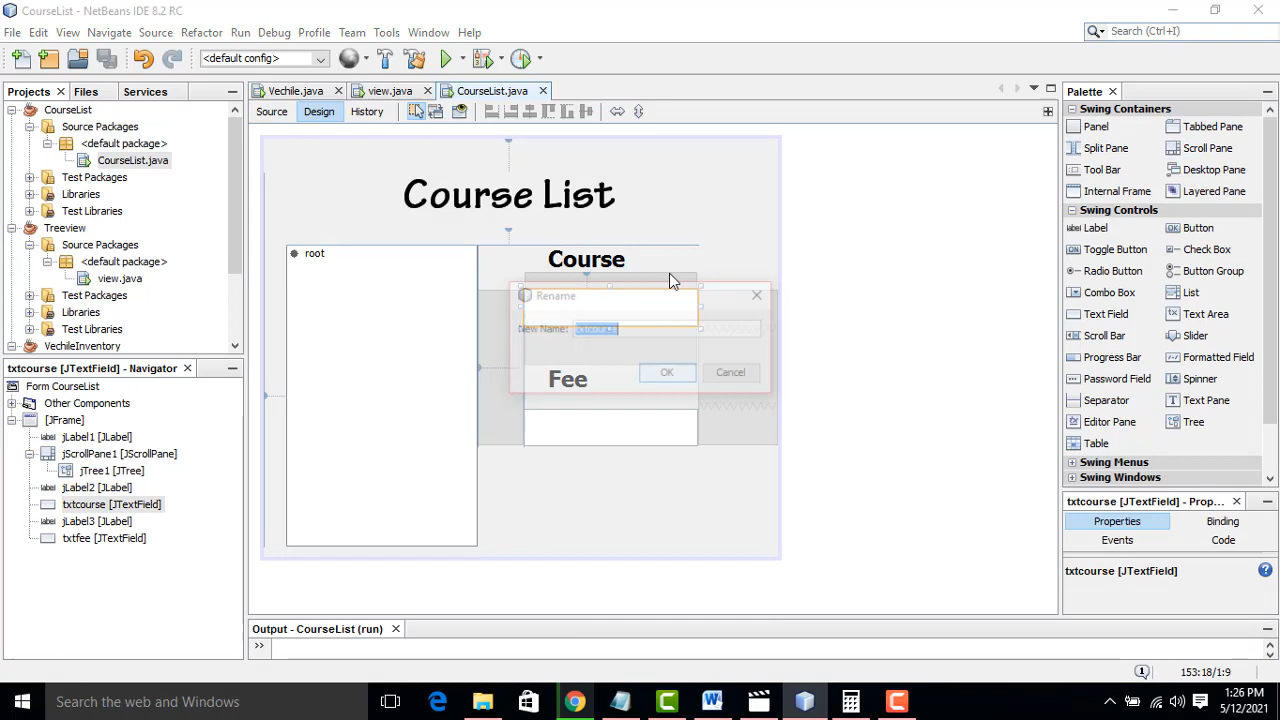 CourseList - NetBeans IDE 8.2 RC
File Edit View Navigate Source Refactor Run Debug Profile Team Tools Window Help
Search (Ctrl+I)
<default config>
Projects Files Services
Vechile.java view.java CourseList.java
Palette
Source Design History
CourseList
Source Packages
<default package>
CourseList.java
Test Packages
Libraries
Test Libraries
Treeview
Source Packages
<default package>
view.java
Test Packages
Libraries
Test Libraries
VechileInventory
txtcourse [JTextField] - Navigator
Form CourseList
Other Components
[JFrame]
jLabel1 [JLabel]
jScrollPane1 [JScrollPane]
jTree1 [JTree]
jLabel2 [JLabel]
txtcourse [JTextField]
jLabel3 [JLabel]
txtfee [JTextField]
Course List
root
Course
Rename
New Name:
OK Cancel
Fee
Swing Containers
Panel Tabbed Pane
Split Pane Scroll Pane
Tool Bar Desktop Pane
Internal Frame Layered Pane
Swing Controls
Label Button
Toggle Button Check Box
Radio Button Button Group
Combo Box List
Text Field Text Area
Scroll Bar Slider
Progress Bar Formatted Field
Password Field Spinner
Separator Text Pane
Editor Pane Tree
Table
Swing Menus
Swing Windows
txtcourse [JTextField] - Prop...
Properties Binding
Events Code
txtcourse [JTextField]
Output - CourseList (run)
>>
1 153:18/1:9
Search the web and Windows
1:26 PM
5/12/2021